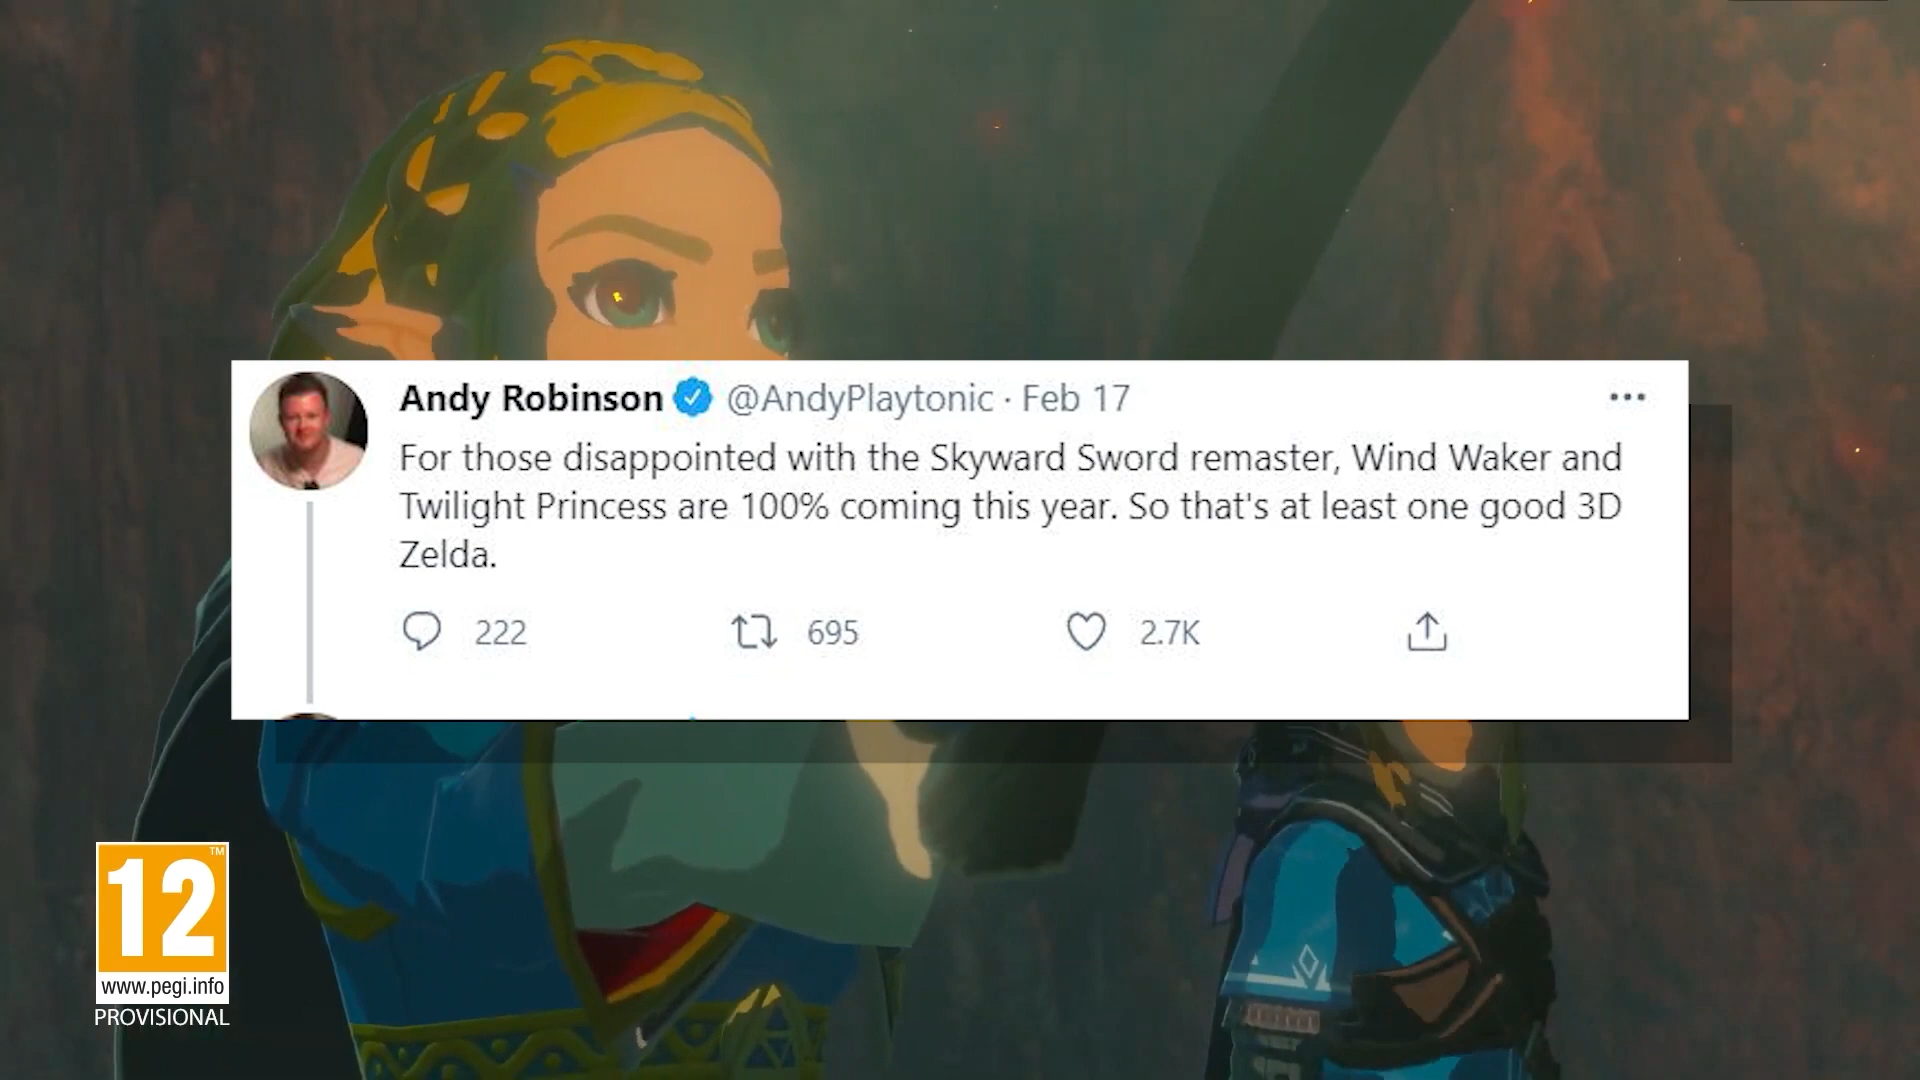 Andy Robinson @AndyPlaytonic · Feb 17
For those disappointed with the Skyward Sword remaster, Wind Waker and
Twilight Princess are 100% coming this year. So that's at least one good 3D
Zelda.
222 695 2.7K
12™
www.pegi.info
PROVISIONAL